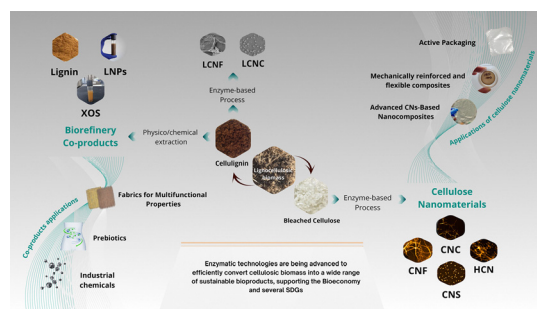 LCNF
LCNC
Lignin
LNPs
XOS
Enzyme-based
Process
Biorefinery
Co-products
Physico/chemical
extraction
Cellulignin
Lignocellulosic
biomass
Bleached Cellulose
Enzyme-based
Process
Cellulose
Nanomaterials
CNC
CNF
HCN
CNS
Active Packaging
Mechanically reinforced and
flexible composites
Advanced CNs-Based
Nanocomposites
Applications of cellulose nanomaterials
Co-products applications
Fabrics for Multifunctional
Properties
Prebiotics
Industrial
chemicals
Enzymatic technologies are being advanced to
efficiently convert cellulosic biomass into a wide range
of sustainable bioproducts, supporting the Bioeconomy
and several SDGs